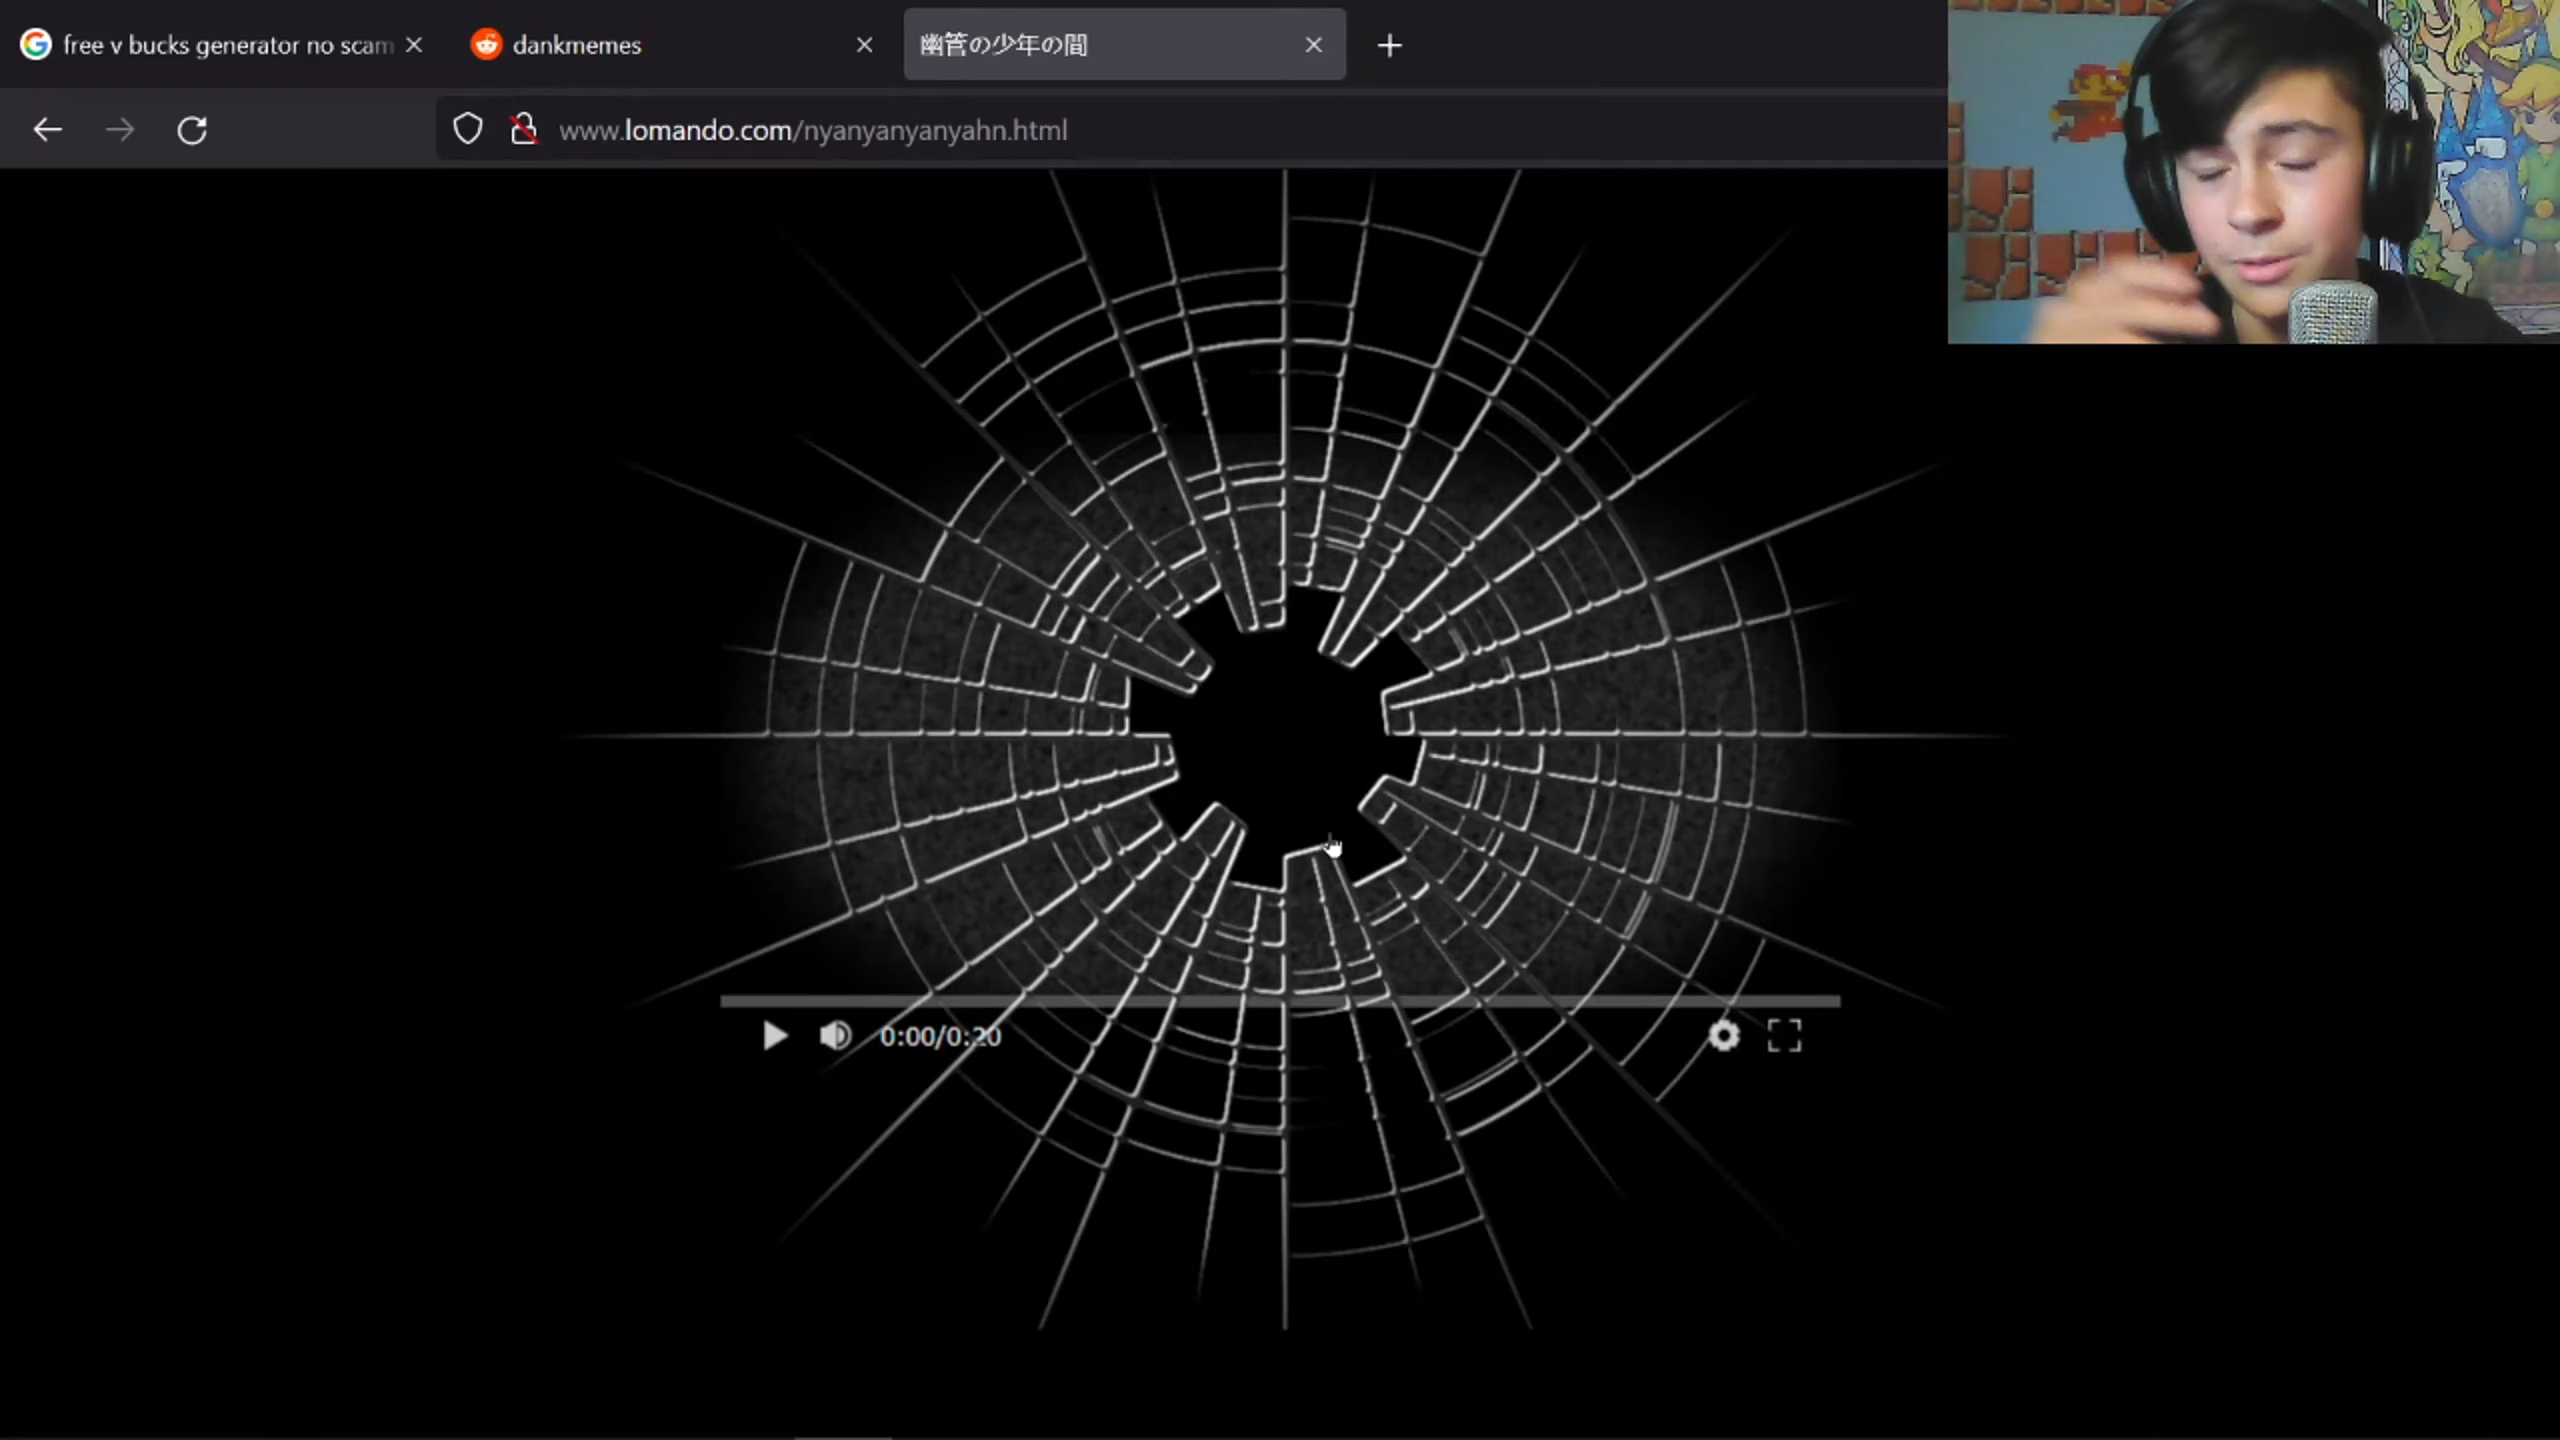 free v bucks generator no scam
dankmemes
幽管の少年の間
www.lomando.com/nyanyanyanyahn.html
0:00/0:20